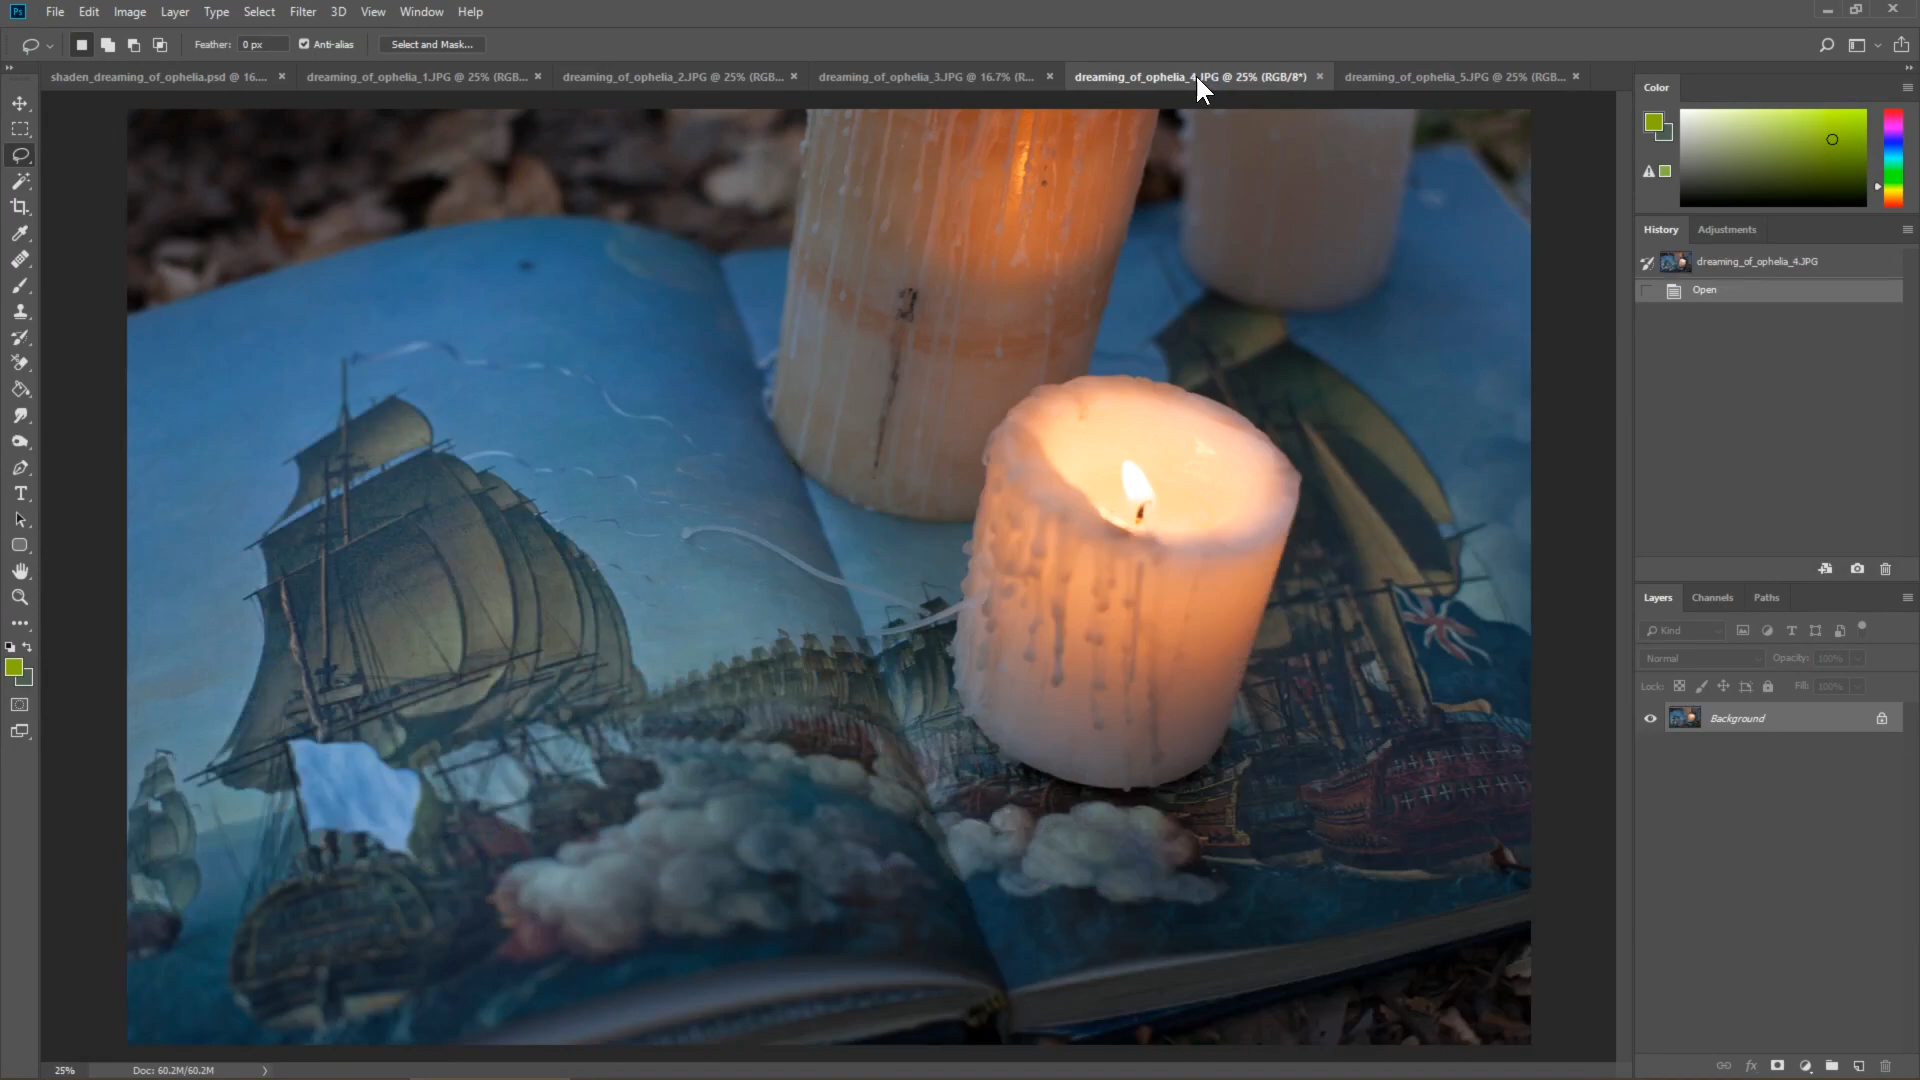 Ps File Edit Image Layer Type Select Filter 3D View Window Help
Feather: 0 px Anti-alias Select and Mask...
shaden_dreaming_of_ophelia.psd @ 16.... dreaming_of_ophelia_1.JPG @ 25% (RGB... dreaming_of_ophelia_2.JPG @ 25% (RGB... dreaming_of_ophelia_3.JPG @ 16.7% (R... dreaming_of_ophelia_4.JPG @ 25% (RGB/8*) dreaming_of_ophelia_5.JPG @ 25% (RGB...
Color
History Adjustments
dreaming_of_ophelia_4.JPG
Open
Layers Channels Paths
Kind
Normal Opacity: 100%
Lock: Fill: 100%
Background
25% Doc: 60.2M/60.2M